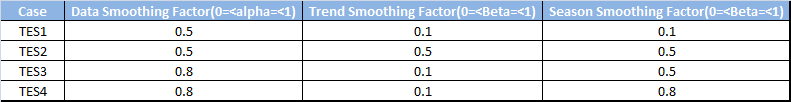 Case Data Smoothing Factor(0=<alpha=<1) Trend Smoothing Factor(0=<Beta=<1) Season Smoothing Factor(0=<Beta=<1)
TES1 0.5 0.1 0.1
TES2 0.5 0.5 0.5
TES3 0.8 0.1 0.5
TES4 0.8 0.1 0.8